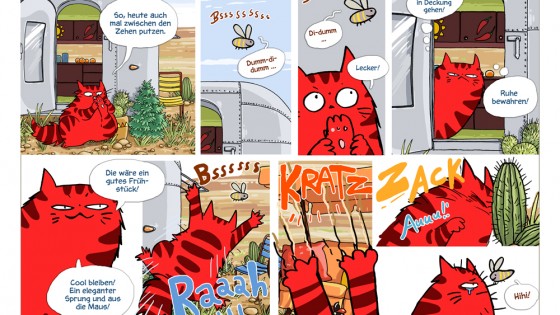 So, heute auch
mal zwischen den
Zehen putzen.
Bsssssss
Dumm-di-
dumm ...
Di-dumm
...
Lecker!
in Deckung
gehen!
Ruhe
bewahren!
Die wäre ein
gutes Früh-
stück!
Cool bleiben!
Ein eleganter
Sprung und aus
die Maus!
Bssssss
Raaah
KRATZ
ZACK
Auuu!
Hihi!